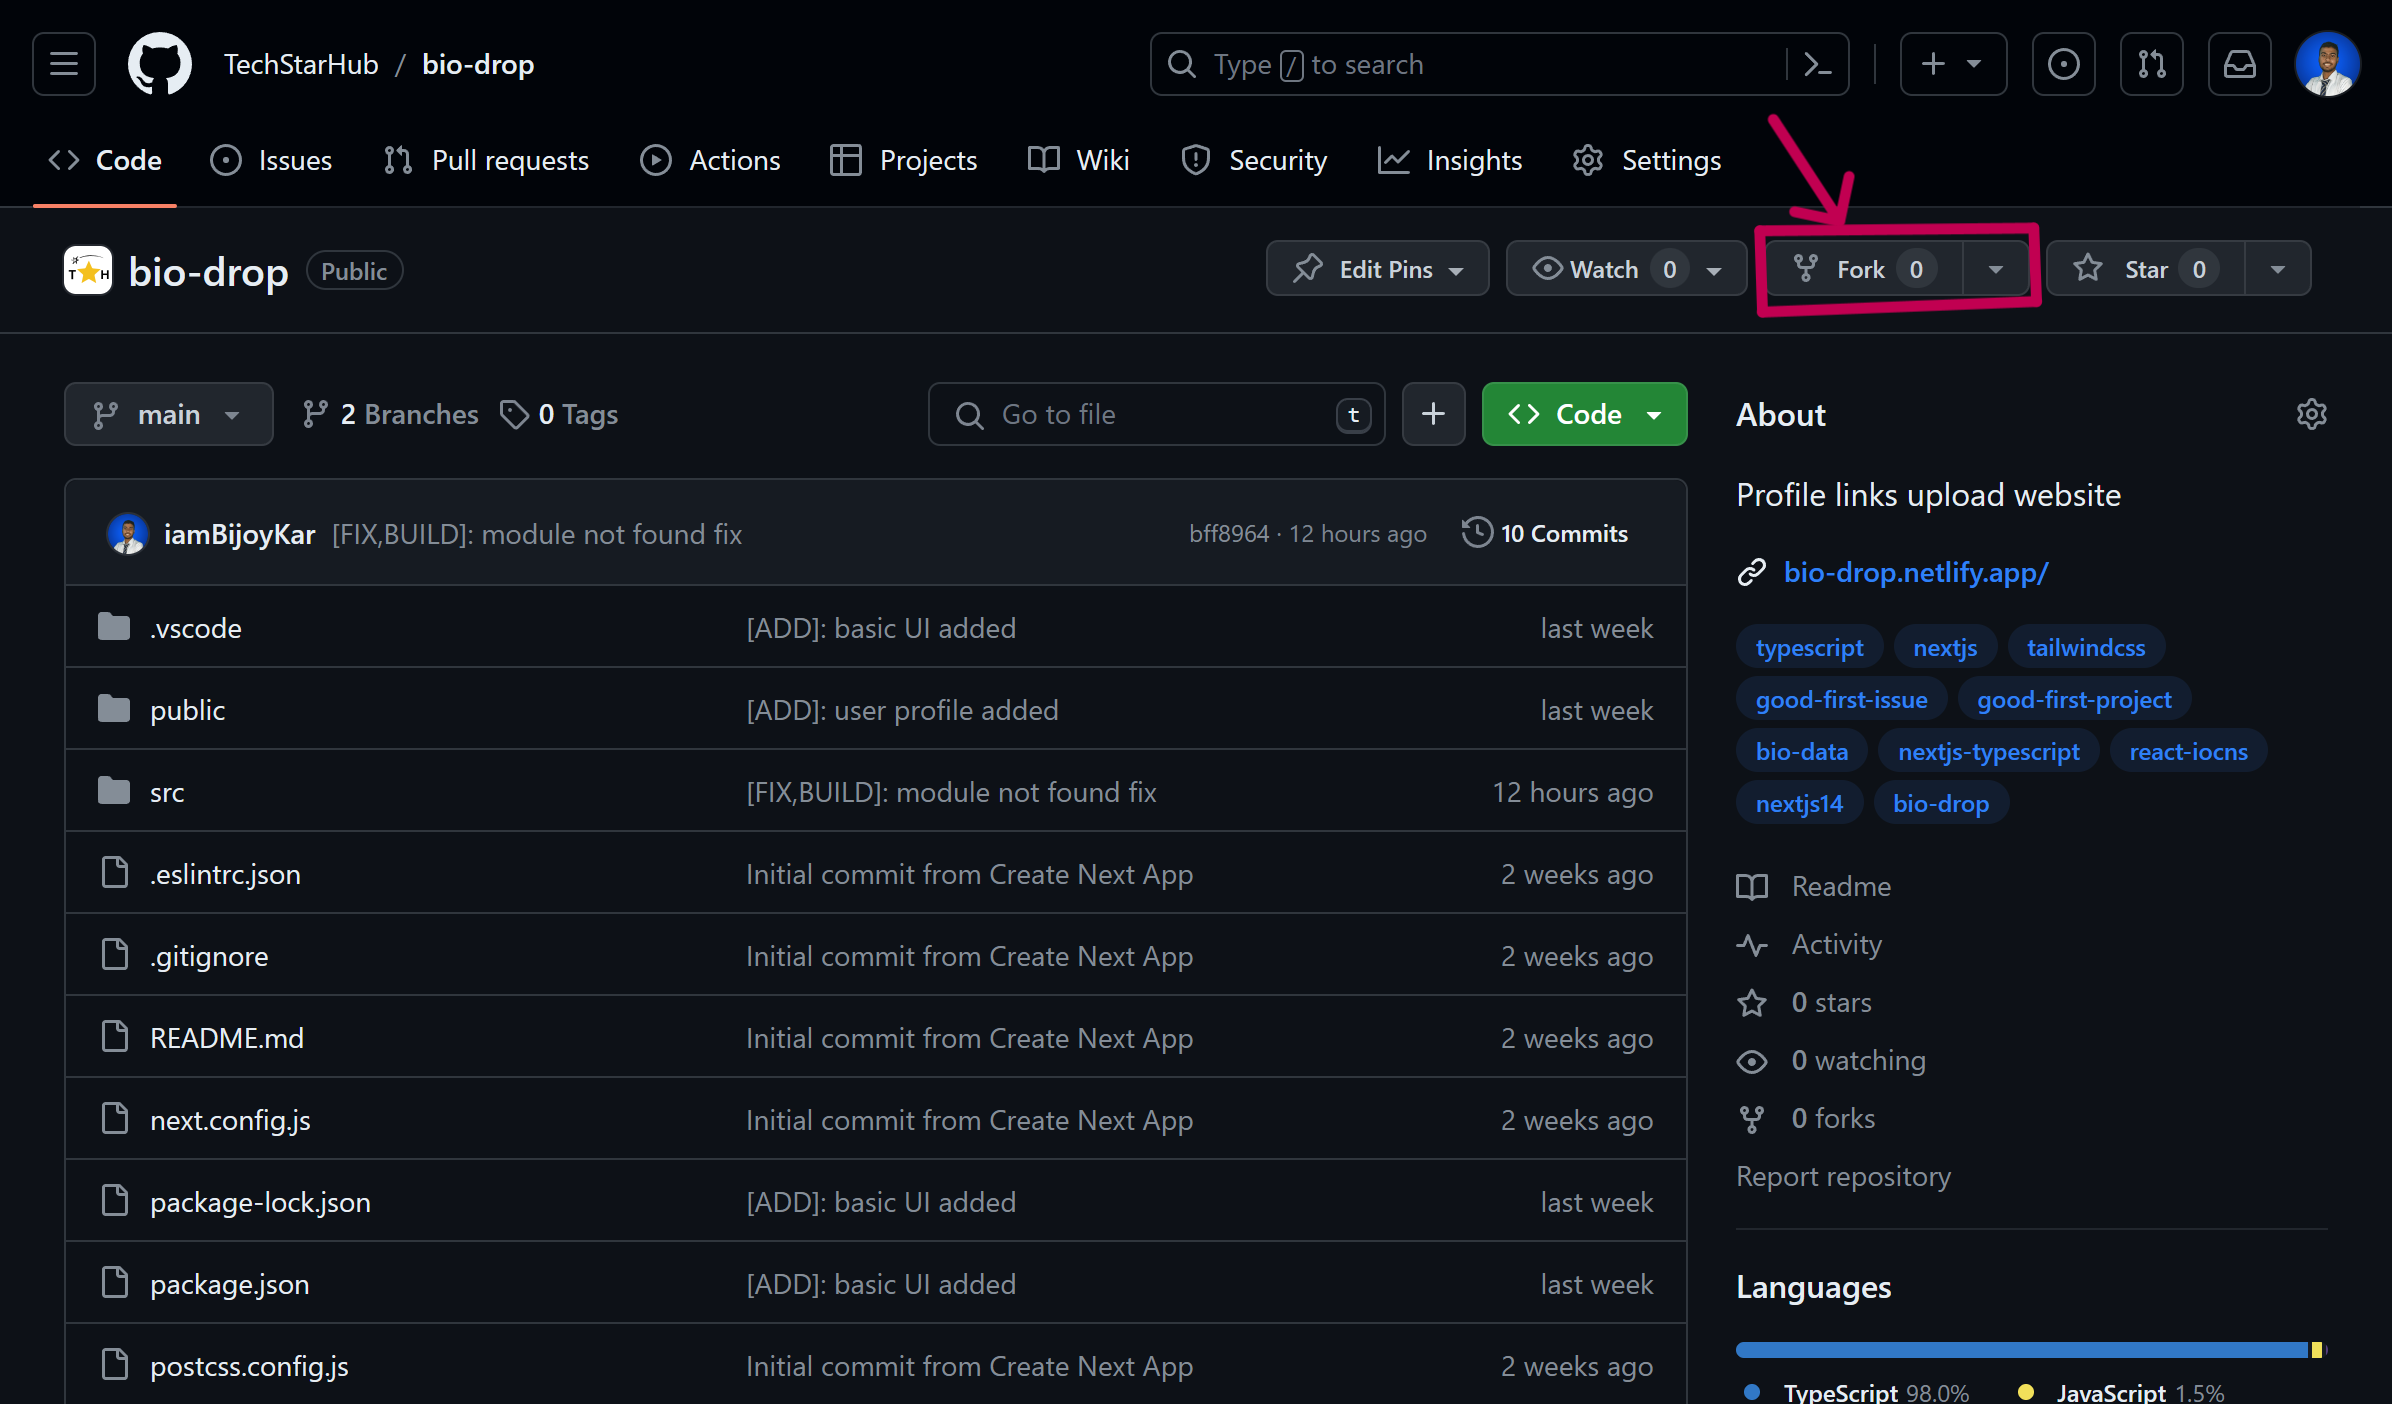 TechStarHub / bio-drop
Type / to search
Code Issues Pull requests Actions Projects Wiki Security Insights Settings
T H bio-drop Public
Edit Pins Watch 0 Fork 0 Star 0
main 2 Branches 0 Tags Go to file t Code
About
Profile links upload website
bio-drop.netlify.app/
typescript nextjs tailwindcss
good-first-issue good-first-project
bio-data nextjs-typescript react-iocns
nextjs14 bio-drop
Readme
Activity
0 stars
0 watching
0 forks
Report repository
Languages
TypeScript 98.0% JavaScript 1.5%
iamBijoyKar [FIX,BUILD]: module not found fix bff8964 · 12 hours ago 10 Commits
.vscode [ADD]: basic UI added last week
public [ADD]: user profile added last week
src [FIX,BUILD]: module not found fix 12 hours ago
.eslintrc.json Initial commit from Create Next App 2 weeks ago
.gitignore Initial commit from Create Next App 2 weeks ago
README.md Initial commit from Create Next App 2 weeks ago
next.config.js Initial commit from Create Next App 2 weeks ago
package-lock.json [ADD]: basic UI added last week
package.json [ADD]: basic UI added last week
postcss.config.js Initial commit from Create Next App 2 weeks ago